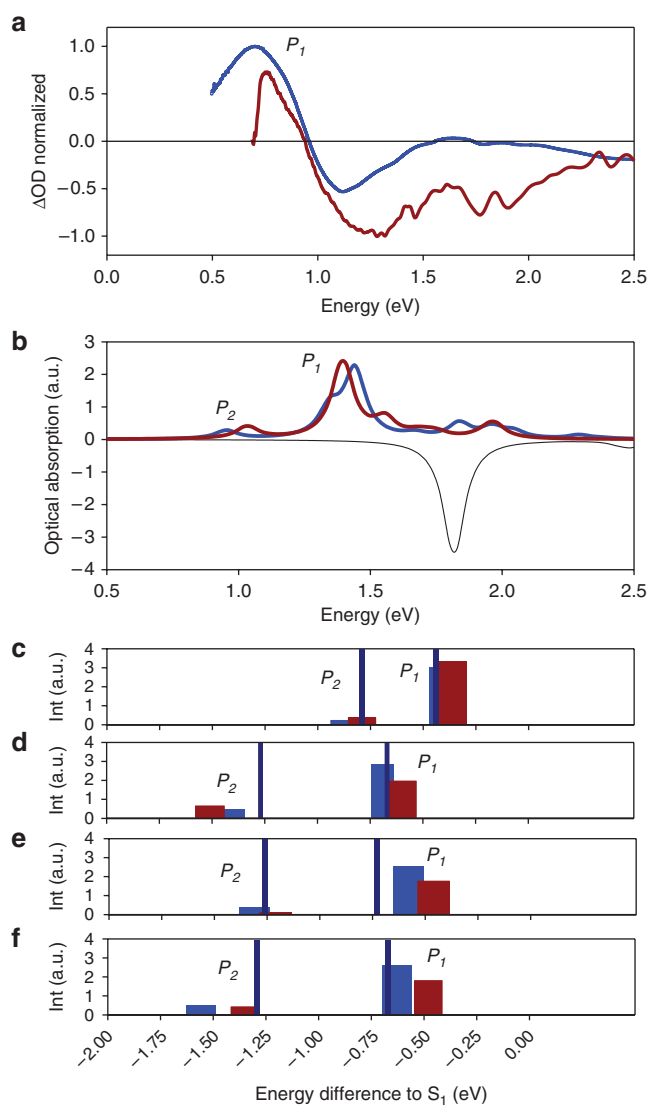 a
1.0
P1
0.5
0.0
−0.5
−1.0
ΔOD normalized
0.0 0.5 1.0 1.5 2.0 2.5
Energy (eV)
b
3
P1
2
1
P2
0
−1
−2
−3
−4
Optical absorption (a.u.)
0.5 1.0 1.5 2.0 2.5
Energy (eV)
c
4
3
2
1
0
Int (a.u.)
P2 P1
d
4
3
2
1
0
Int (a.u.)
P2 P1
e
4
3
2
1
0
Int (a.u.)
P2 P1
f
4
3
2
1
0
Int (a.u.)
P2 P1
−2.00 −1.75 −1.50 −1.25 −1.00 −0.75 −0.50 −0.25 0.00
Energy difference to S1 (eV)